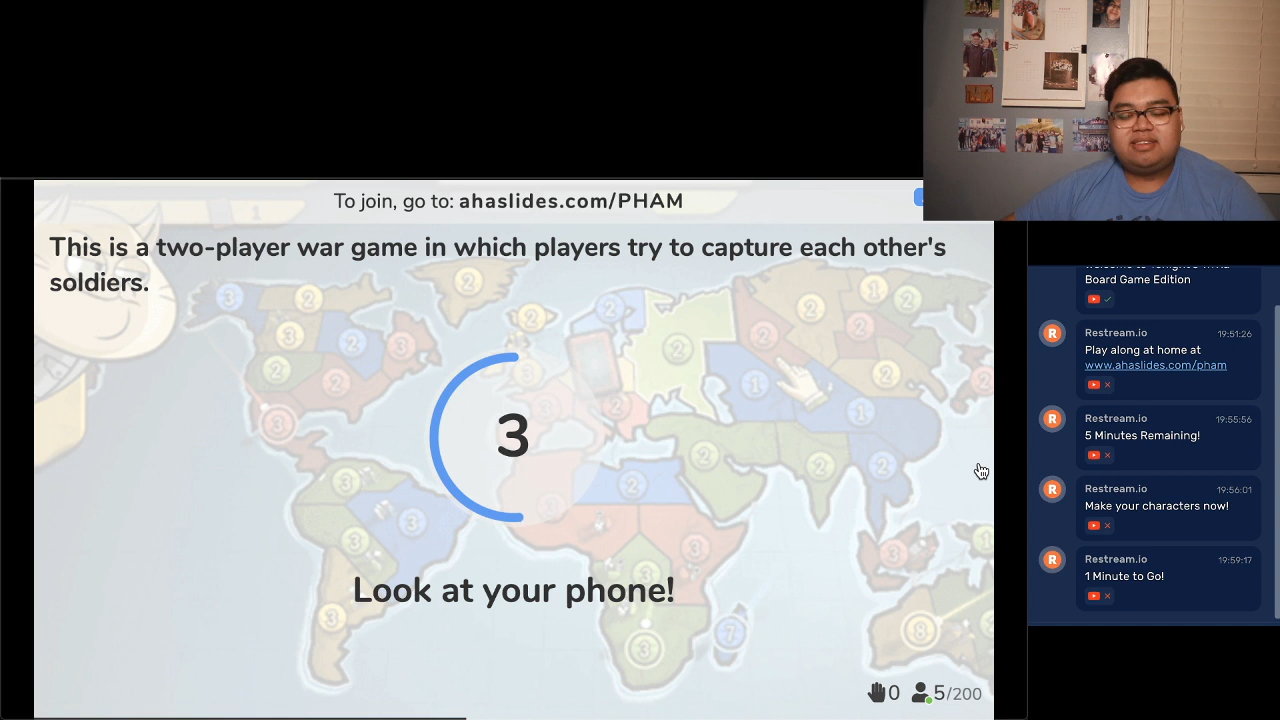 To join, go to: ahaslides.com/PHAM
This is a two-player war game in which players try to capture each other's
soldiers.
3
Look at your phone!
0 5/200
Board Game Edition
Restream.io 19:51:26
Play along at home at
www.ahaslides.com/pham
Restream.io 19:55:56
5 Minutes Remaining!
Restream.io 19:56:01
Make your characters now!
Restream.io 19:59:17
1 Minute to Go!